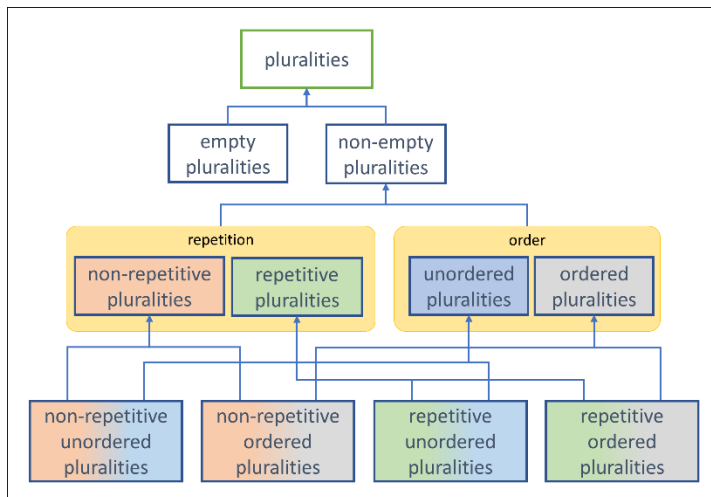 pluralities
empty
pluralities
non-empty
pluralities
repetition
order
non-repetitive
pluralities
repetitive
pluralities
unordered
pluralities
ordered
pluralities
non-repetitive
unordered
pluralities
non-repetitive
ordered
pluralities
repetitive
unordered
pluralities
repetitive
ordered
pluralities